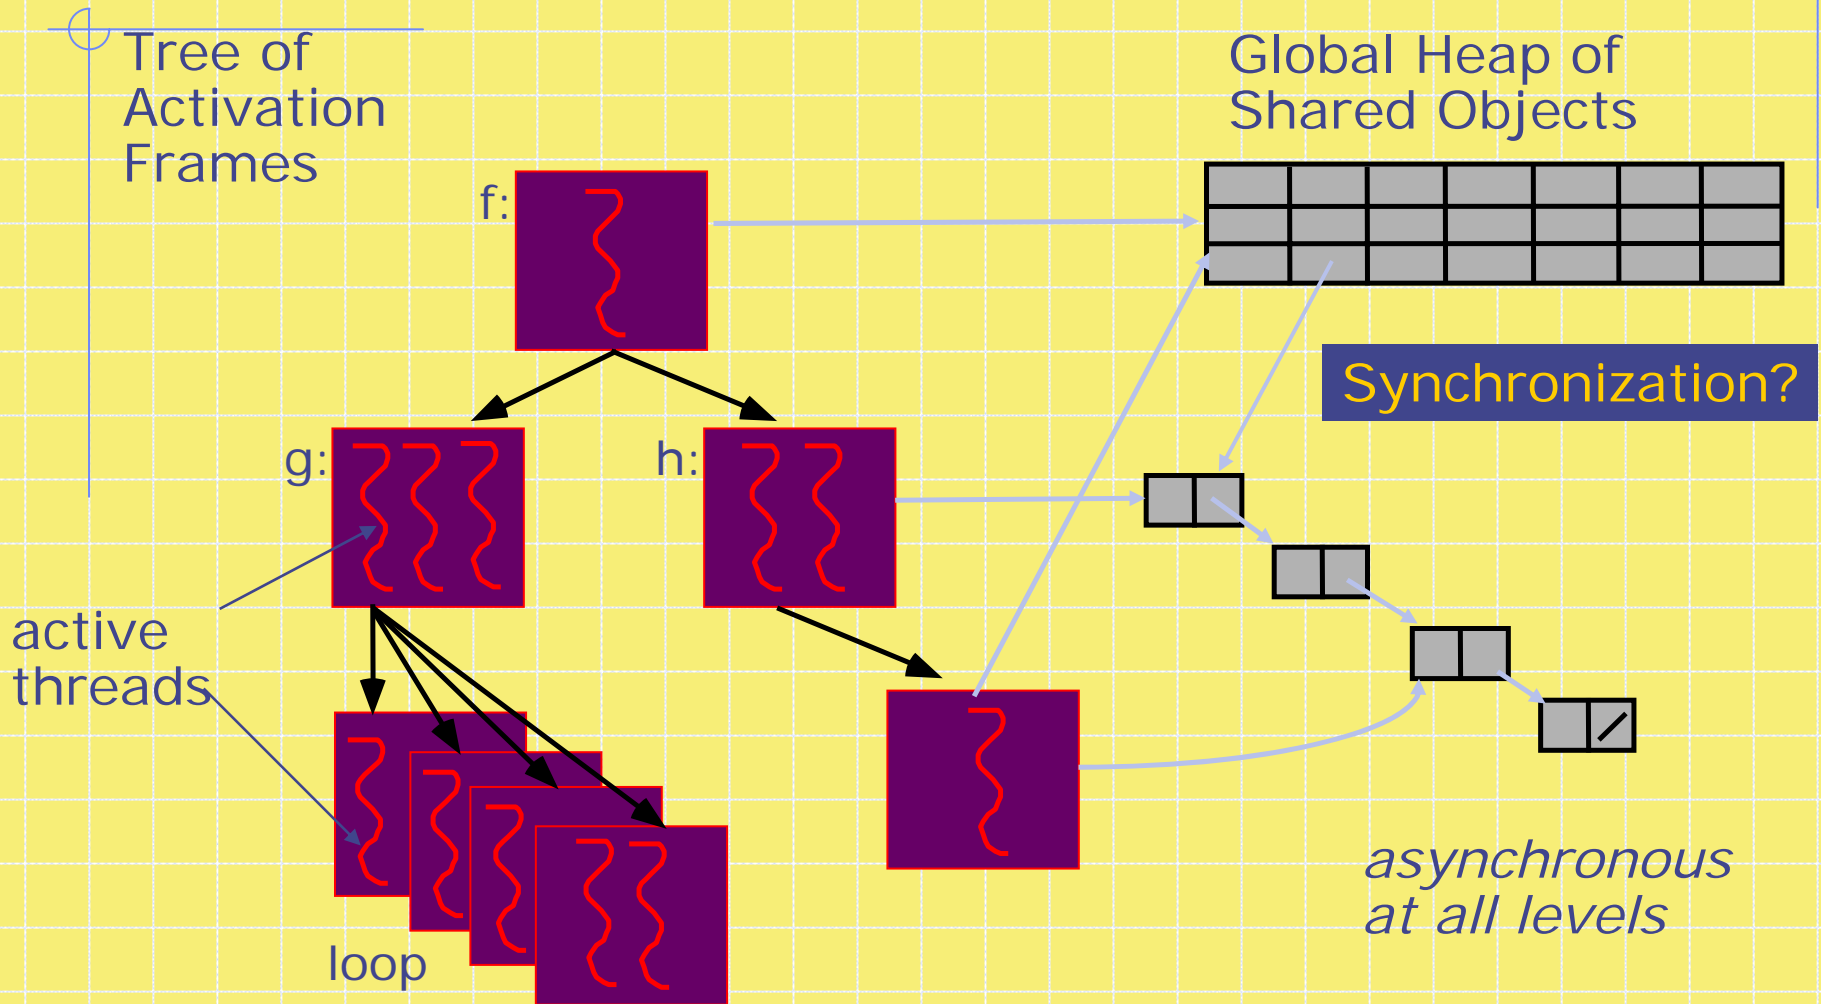 Tree of
Activation
Frames
Global Heap of
Shared Objects
f:
Synchronization?
g:
h:
active
threads
asynchronous
at all levels
loop